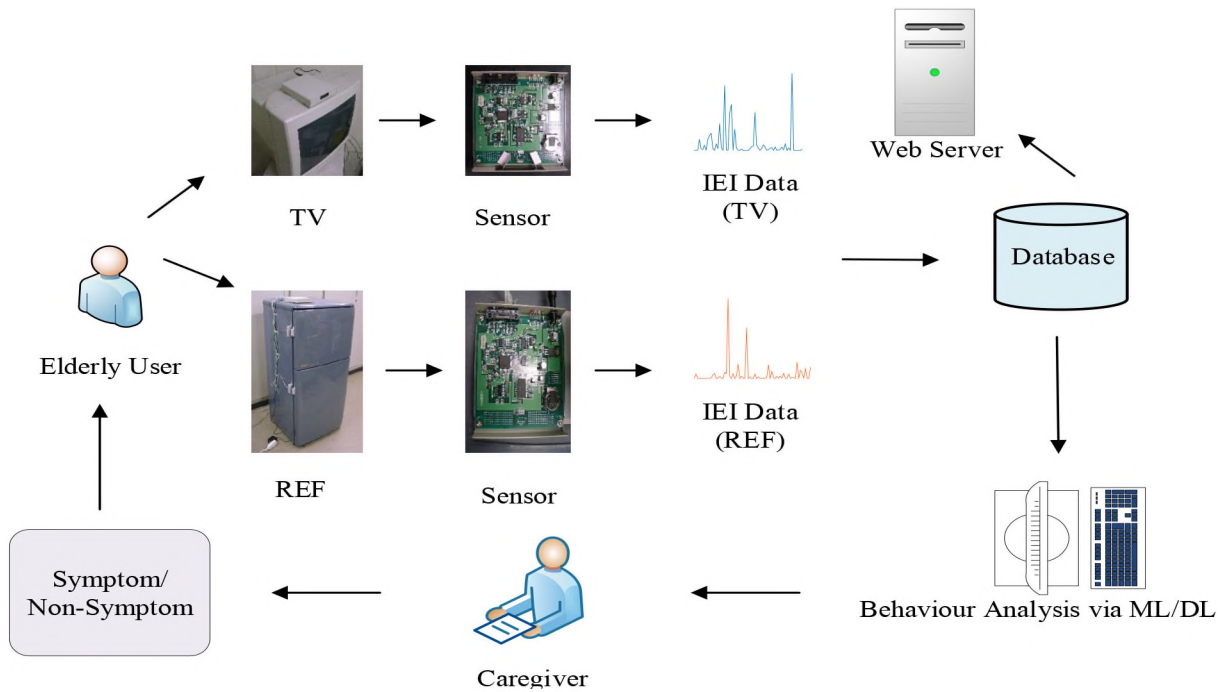 Web Server
TV
Sensor
IEI Data
(TV)
Database
Elderly User
REF
Sensor
IEI Data
(REF)
Symptom/
Non-Symptom
Caregiver
Behaviour Analysis via ML/DL